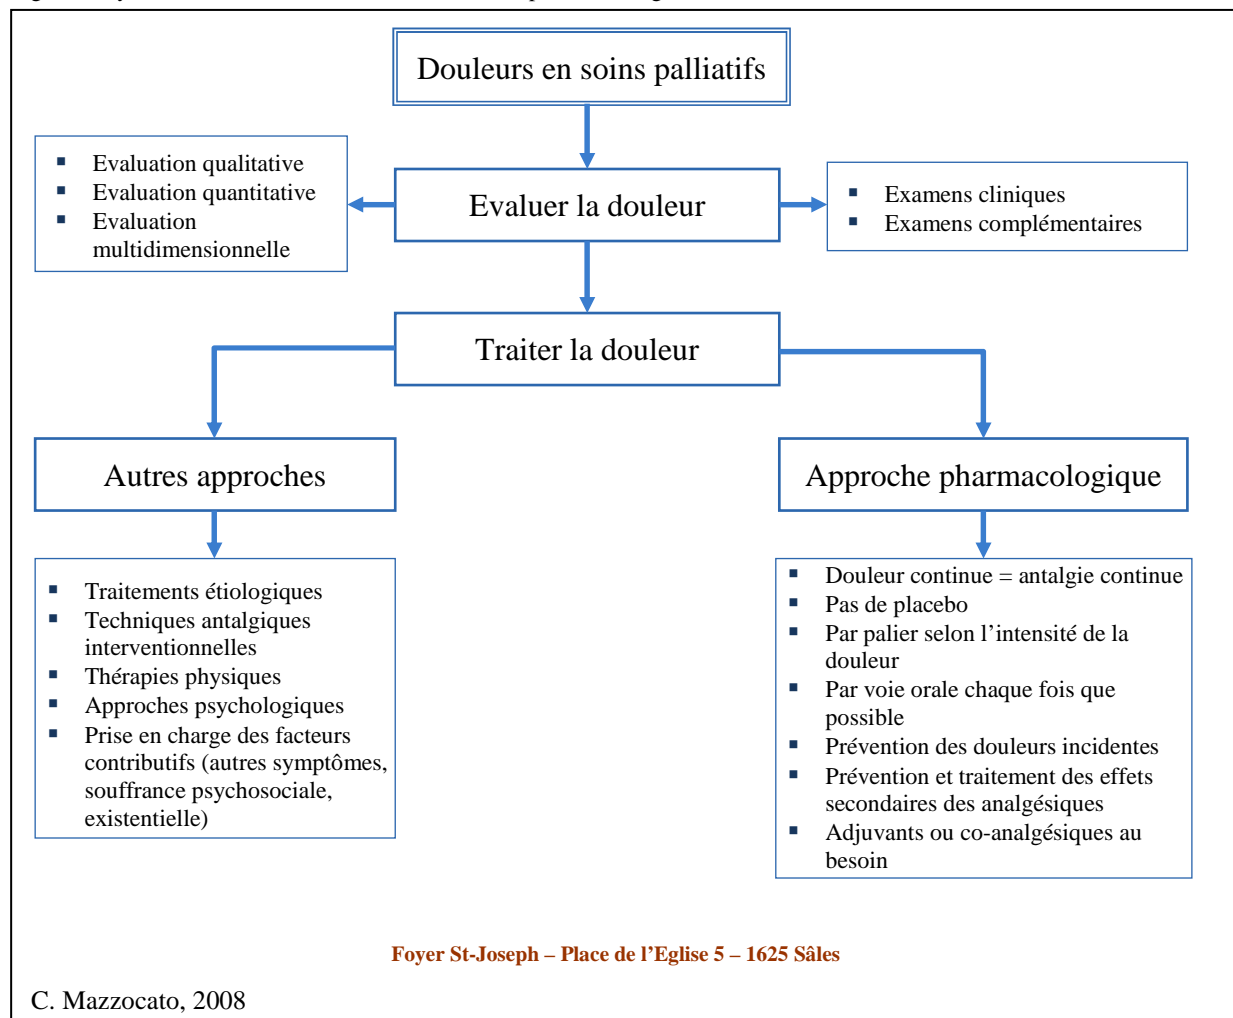 Douleurs en soins palliatifs
▪ Evaluation qualitative
▪ Evaluation quantitative
▪ Evaluation
multidimensionnelle
Evaluer la douleur
▪ Examens cliniques
▪ Examens complémentaires
Traiter la douleur
Autres approches
Approche pharmacologique
▪ Traitements étiologiques
▪ Techniques antalgiques
interventionnelles
▪ Thérapies physiques
▪ Approches psychologiques
▪ Prise en charge des facteurs
contributifs (autres symptômes,
souffrance psychosociale,
existentielle)
▪ Douleur continue = antalgie continue
▪ Pas de placebo
▪ Par palier selon l’intensité de la
douleur
▪ Par voie orale chaque fois que
possible
▪ Prévention des douleurs incidentes
▪ Prévention et traitement des effets
secondaires des analgésiques
▪ Adjuvants ou co-analgésiques au
besoin
Foyer St-Joseph – Place de l’Eglise 5 – 1625 Sâles
C. Mazzocato, 2008